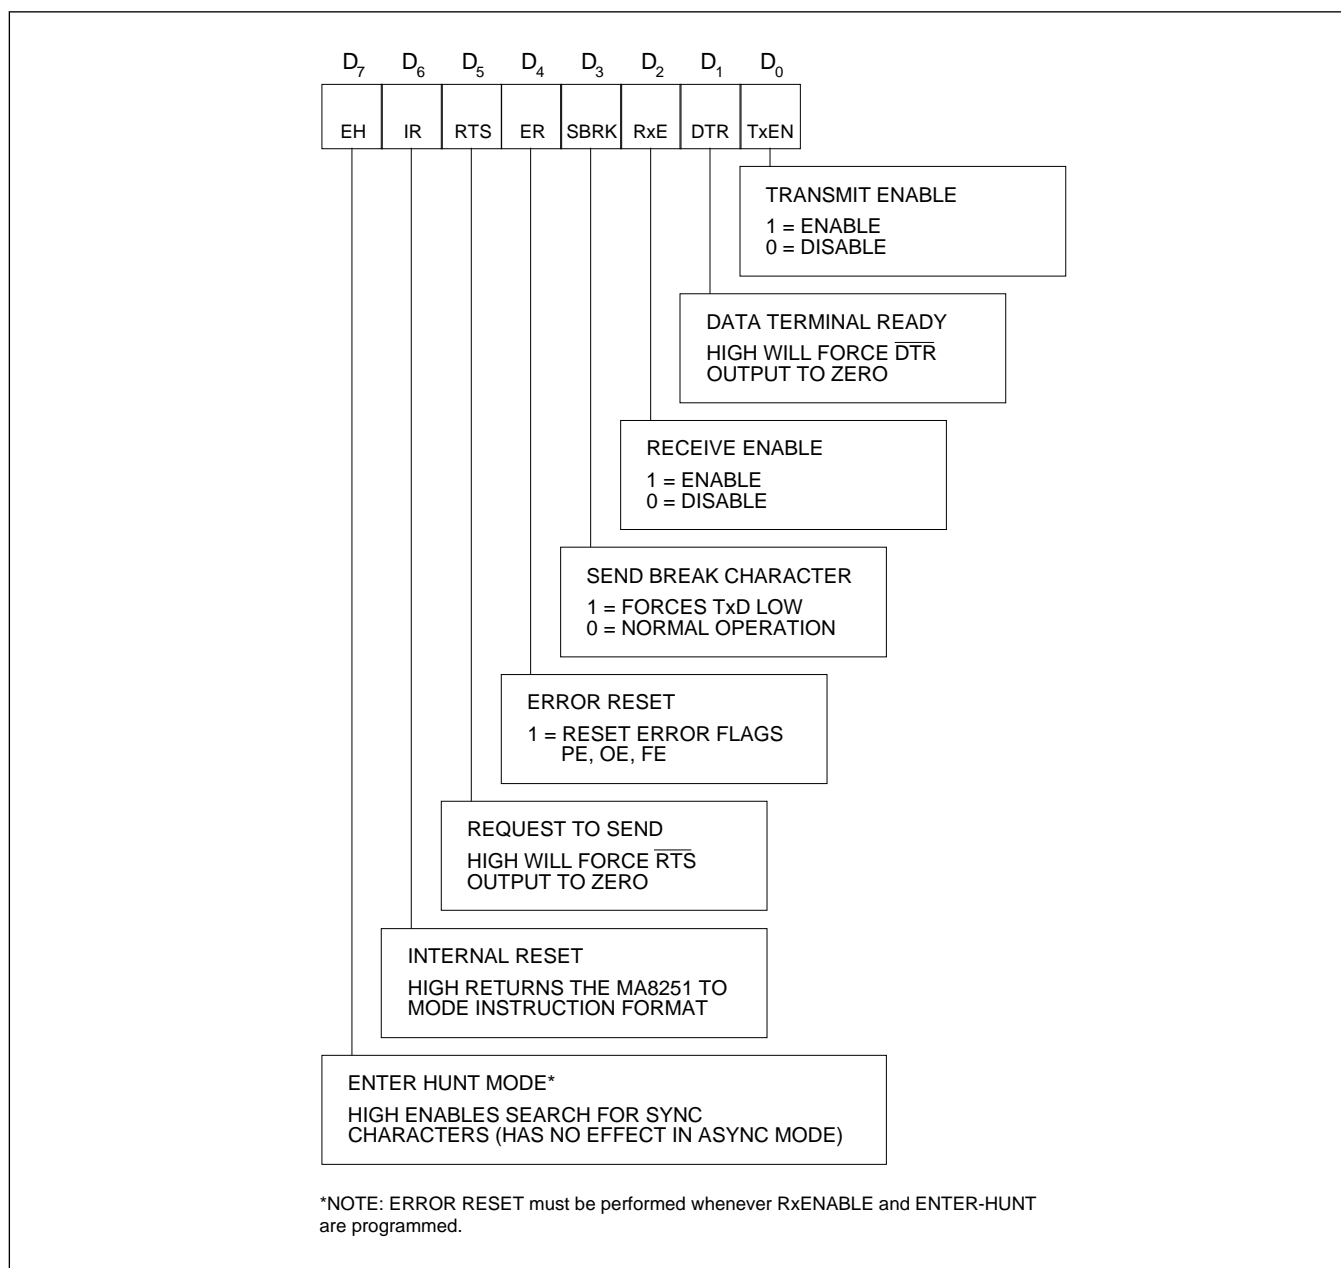 D7 D6 D5 D4 D3 D2 D1 D0
EH IR RTS ER SBRK RxE DTR TxEN
TRANSMIT ENABLE
1 = ENABLE
0 = DISABLE
DATA TERMINAL READY
HIGH WILL FORCE D̅T̅R̅
OUTPUT TO ZERO
RECEIVE ENABLE
1 = ENABLE
0 = DISABLE
SEND BREAK CHARACTER
1 = FORCES TxD LOW
0 = NORMAL OPERATION
ERROR RESET
1 = RESET ERROR FLAGS
PE, OE, FE
REQUEST TO SEND
HIGH WILL FORCE R̅T̅S̅
OUTPUT TO ZERO
INTERNAL RESET
HIGH RETURNS THE MA8251 TO
MODE INSTRUCTION FORMAT
ENTER HUNT MODE*
HIGH ENABLES SEARCH FOR SYNC
CHARACTERS (HAS NO EFFECT IN ASYNC MODE)
*NOTE: ERROR RESET must be performed whenever RxENABLE and ENTER-HUNT
are programmed.